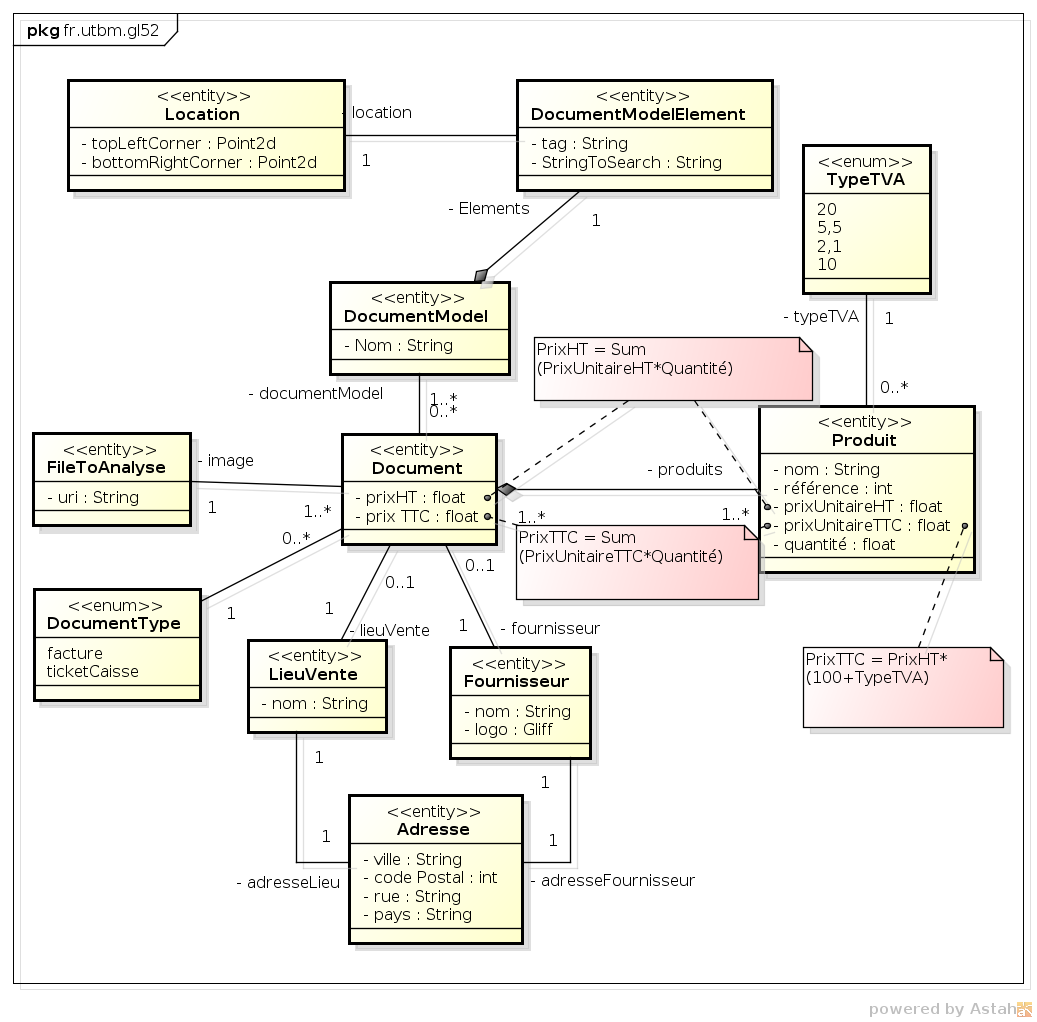 pkg fr.utbm.gl52
<<entity>>
Location
- topLeftCorner : Point2d
- bottomRightCorner : Point2d
- location
1
<<entity>>
DocumentModelElement
- tag : String
- StringToSearch : String
<<enum>>
TypeTVA
20
5,5
2,1
10
- Elements
1
<<entity>>
DocumentModel
- Nom : String
- typeTVA
1
0..*
PrixHT = Sum
(PrixUnitaireHT*Quantité)
- documentModel
1..*
0..*
<<entity>>
FileToAnalyse
- uri : String
- image
1
1..*
<<entity>>
Document
- prixHT : float
- prix TTC : float
- produits
1..*
1..*
<<entity>>
Produit
- nom : String
- référence : int
- prixUnitaireHT : float
- prixUnitaireTTC : float
- quantité : float
PrixTTC = Sum
(PrixUnitaireTTC*Quantité)
0..*
1
<<enum>>
DocumentType
facture
ticketCaisse
0..1
1
- lieuVente
0..1
1
- fournisseur
<<entity>>
LieuVente
- nom : String
<<entity>>
Fournisseur
- nom : String
- logo : Gliff
PrixTTC = PrixHT*
(100+TypeTVA)
1
1
- adresseLieu
1
1
- adresseFournisseur
<<entity>>
Adresse
- ville : String
- code Postal : int
- rue : String
- pays : String
powered by Astah